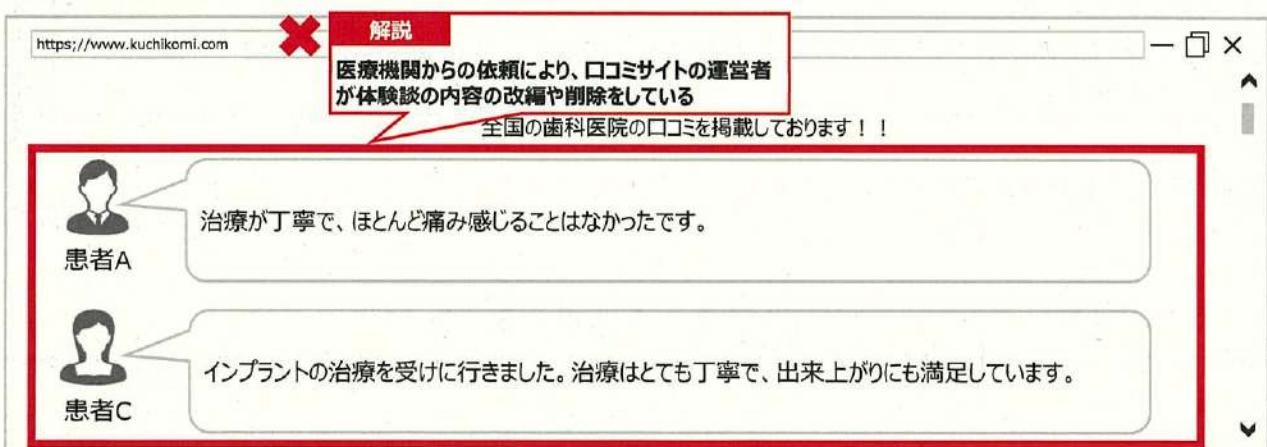 https;//www.kuchikomi.com
解説
医療機関からの依頼により、口コミサイトの運営者
が体験談の内容の改編や削除をしている
全国の歯科医院の口コミを掲載しております！！
治療が丁寧で、ほとんど痛み感じることはなかったです。
患者A
インプラントの治療を受けに行きました。治療はとても丁寧で、出来上がりにも満足しています。
患者C